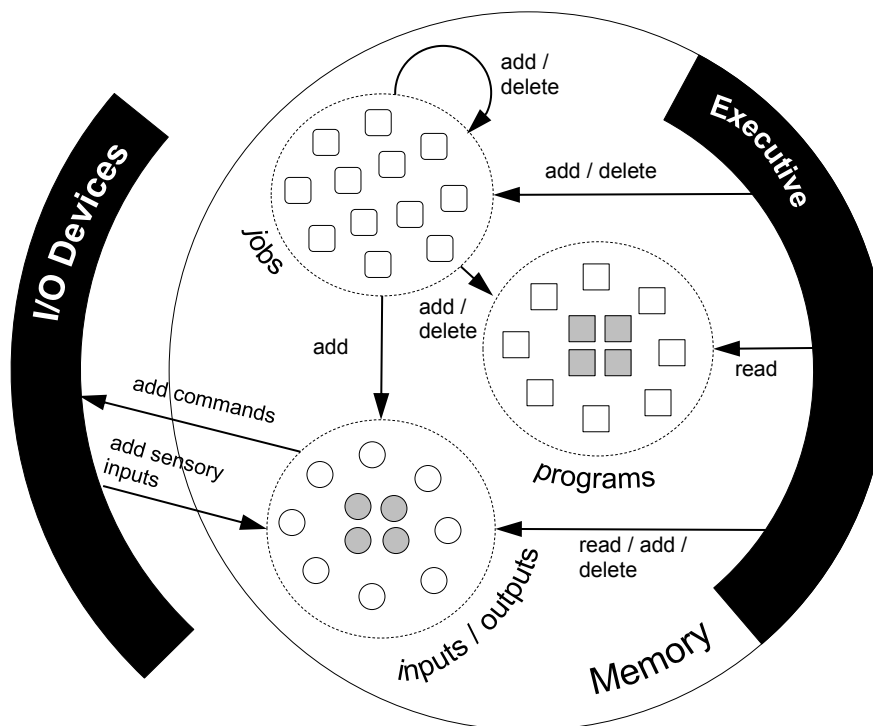 add /
delete
Executive
add / delete
I/O Devices
jobs
add /
delete
add
read
add commands
add sensory
inputs
programs
read / add /
delete
inputs / outputs
Memory